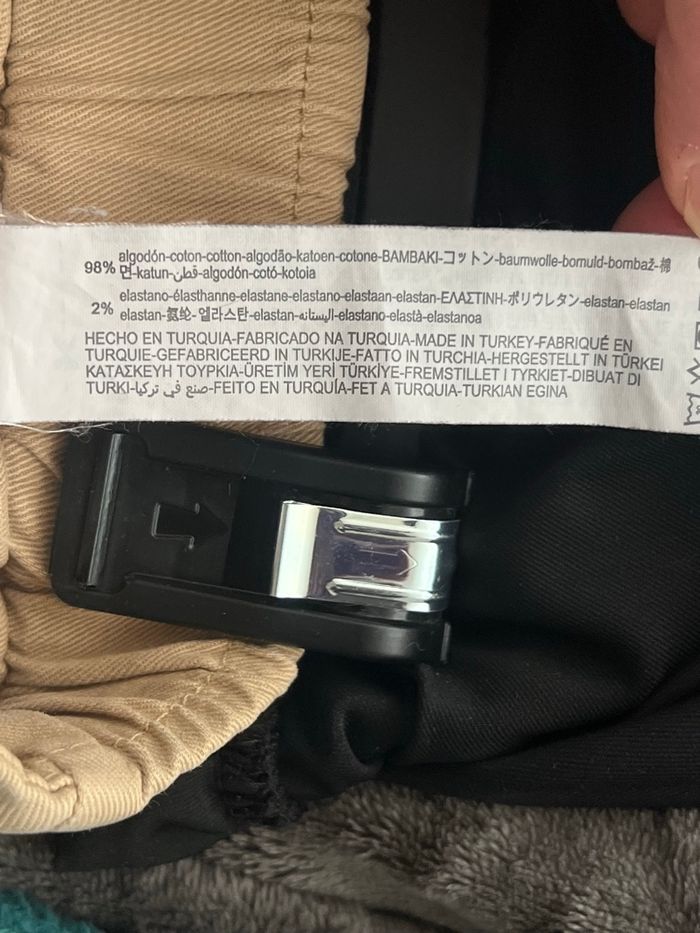 98% algodón-coton-cotton-algodão-katoen-cotone-BAMBAKI-コットン-baumwolle-bomuld-bombaž-棉
면-katun-قطن-algodón-cotó-kotoia
2% elastano-élasthanne-elastane-elastano-elastaan-elastan-ΕΛΑΣΤΙΝΗ-ポリウレタン-elastan-elastan
elastan-氨纶-엘라스탄-elastan-اليستانه-elastano-elastà-elastanoa
HECHO EN TURQUIA-FABRICADO NA TURQUIA-MADE IN TURKEY-FABRIQUÉ EN
TURQUIE-GEFABRICEERD IN TURKIJE-FATTO IN TURCHIA-HERGESTELLT IN TÜRKEI
ΚΑΤΑΣΚΕΥΗ ΤΟΥΡΚΙΑ-ÜRETİM YERİ TÜRKİYE-FREMSTILLET I TYRKIET-DIBUAT DI
TURKI-صنع في تركيا-FEITO EN TURQUÍA-FET A TURQUIA-TURKIAN EGINA